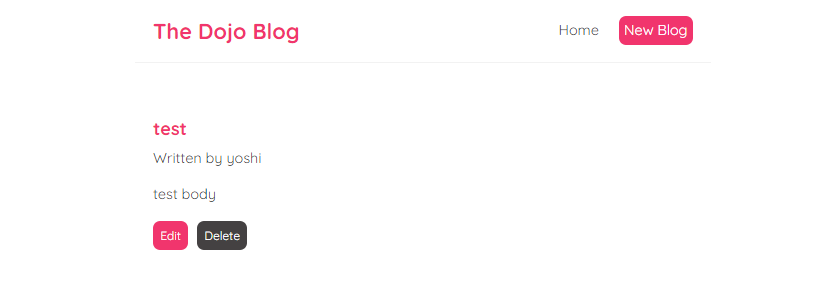 The Dojo Blog Home New Blog
test
Written by yoshi
test body
Edit Delete